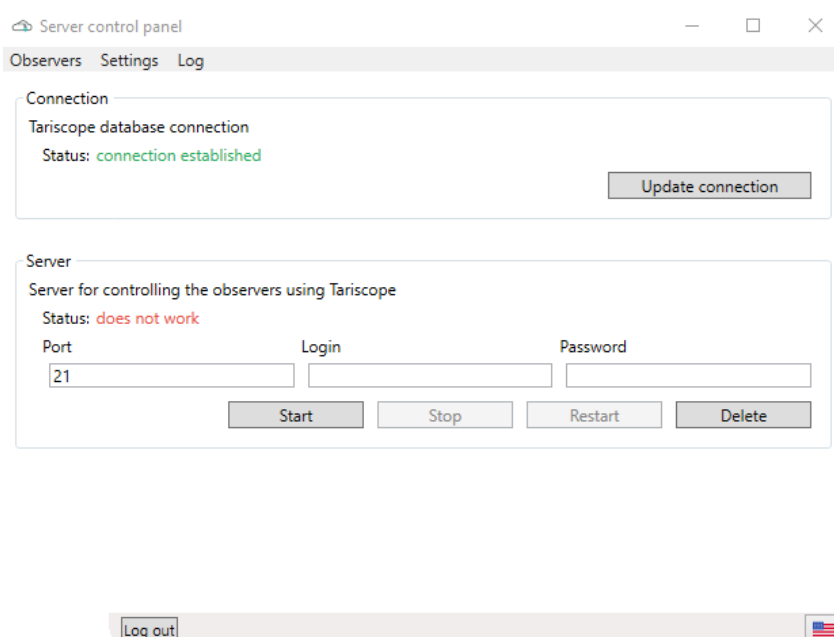 Server control panel
Observers Settings Log
Connection
Tariscope database connection
Status: connection established
Update connection
Server
Server for controlling the observers using Tariscope
Status: does not work
Port Login Password
21
Start Stop Restart Delete
Log out